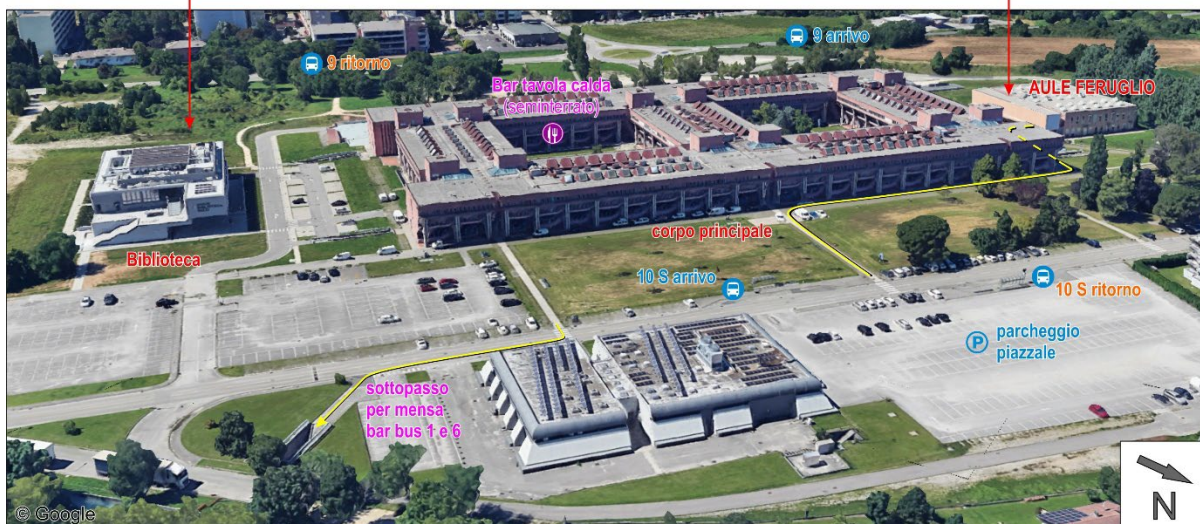 9 ritorno
9 arrivo
Bar tavola calda
(seminterrato)
AULE FERUGLIO
Biblioteca
corpo principale
10 S arrivo
10 S ritorno
P
parcheggio
piazzale
sottopasso
per mensa
bar bus 1 e 6
© Google
N